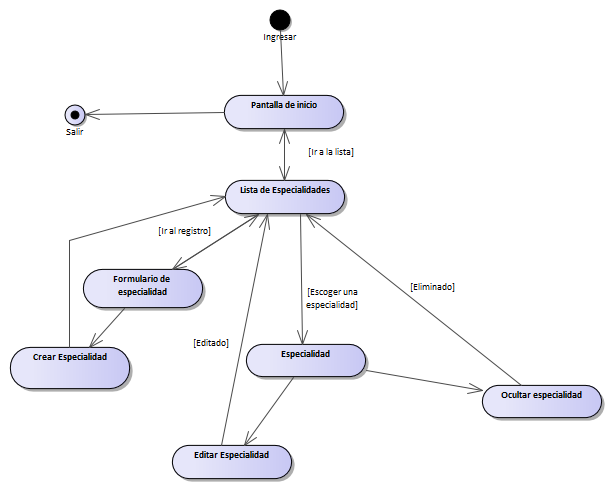 Ingresar
Pantalla de inicio
Salir
[Ir a la lista]
Lista de Especialidades
[Ir al registro]
Formulario de
especialidad
[Escoger una
especialidad]
[Eliminado]
[Editado]
Crear Especialidad
Especialidad
Ocultar especialidad
Editar Especialidad